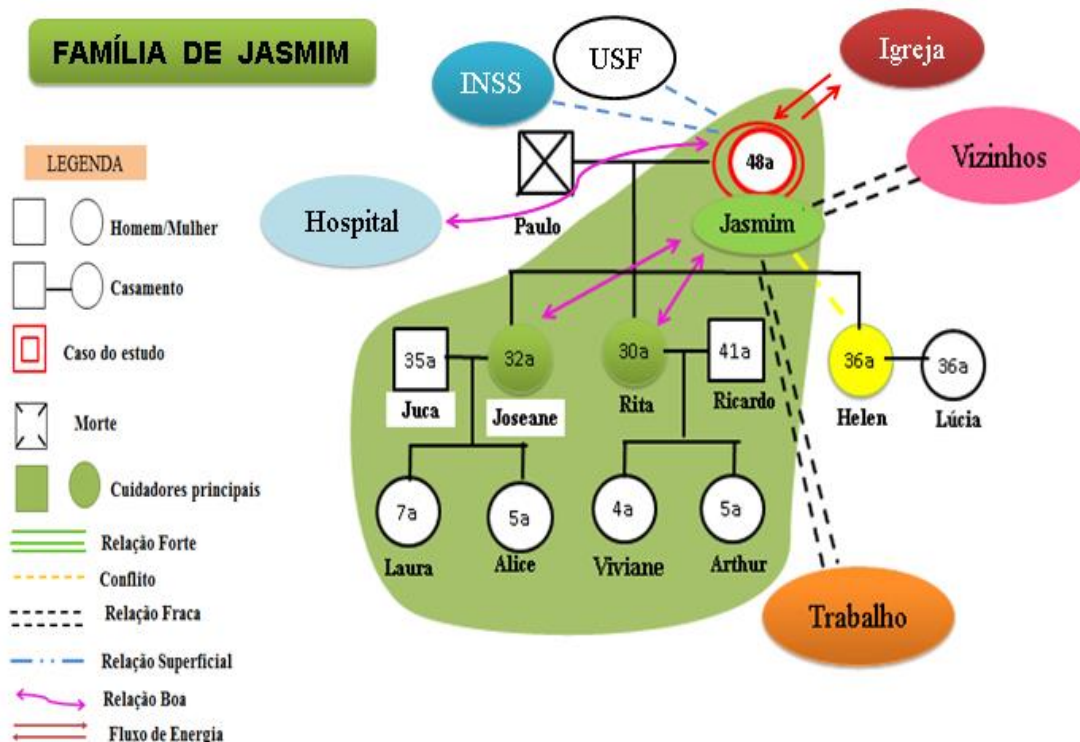 FAMÍLIA DE JASMIM
INSS
USF
Igreja
Vizinhos
Hospital
Paulo
48a
Jasmim
LEGENDA
Homem/Mulher
Casamento
Caso do estudo
Morte
Cuidadores principais
Relação Forte
Conflito
Relação Fraca
Relação Superficial
Relação Boa
Fluxo de Energia
35a
Juca
32a
Joseane
30a
Rita
41a
Ricardo
36a
Helen
36a
Lúcia
7a
Laura
5a
Alice
4a
Viviane
5a
Arthur
Trabalho